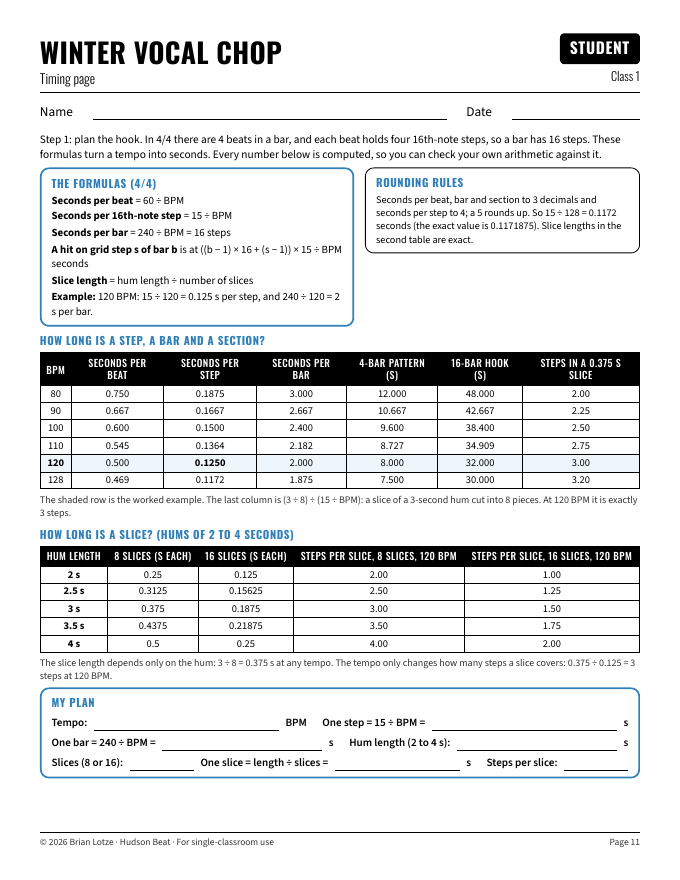 WINTER VOCAL CHOP
STUDENT
Timing page
Class 1
Name
Date
Step 1: plan the hook. In 4/4 there are 4 beats in a bar, and each beat holds four 16th-note steps, so a bar has 16 steps. These
formulas turn a tempo into seconds. Every number below is computed, so you can check your own arithmetic against it.
THE FORMULAS (4/4)
Seconds per beat = 60 ÷ BPM
Seconds per 16th-note step = 15 ÷ BPM
Seconds per bar = 240 ÷ BPM = 16 steps
A hit on grid step s of bar b is at ((b − 1) × 16 + (s − 1)) × 15 ÷ BPM
seconds
Slice length = hum length ÷ number of slices
Example: 120 BPM: 15 ÷ 120 = 0.125 s per step, and 240 ÷ 120 = 2
s per bar.
ROUNDING RULES
Seconds per beat, bar and section to 3 decimals and
seconds per step to 4; a 5 rounds up. So 15 ÷ 128 = 0.1172
seconds (the exact value is 0.1171875). Slice lengths in the
second table are exact.
HOW LONG IS A STEP, A BAR AND A SECTION?
BPM SECONDS PER BEAT SECONDS PER STEP SECONDS PER BAR 4-BAR PATTERN (S) 16-BAR HOOK (S) STEPS IN A 0.375 S SLICE
80 0.750 0.1875 3.000 12.000 48.000 2.00
90 0.667 0.1667 2.667 10.667 42.667 2.25
100 0.600 0.1500 2.400 9.600 38.400 2.50
110 0.545 0.1364 2.182 8.727 34.909 2.75
120 0.500 0.1250 2.000 8.000 32.000 3.00
128 0.469 0.1172 1.875 7.500 30.000 3.20
The shaded row is the worked example. The last column is (3 ÷ 8) ÷ (15 ÷ BPM): a slice of a 3-second hum cut into 8 pieces. At 120 BPM it is exactly
3 steps.
HOW LONG IS A SLICE? (HUMS OF 2 TO 4 SECONDS)
HUM LENGTH 8 SLICES (S EACH) 16 SLICES (S EACH) STEPS PER SLICE, 8 SLICES, 120 BPM STEPS PER SLICE, 16 SLICES, 120 BPM
2 s 0.25 0.125 2.00 1.00
2.5 s 0.3125 0.15625 2.50 1.25
3 s 0.375 0.1875 3.00 1.50
3.5 s 0.4375 0.21875 3.50 1.75
4 s 0.5 0.25 4.00 2.00
The slice length depends only on the hum: 3 ÷ 8 = 0.375 s at any tempo. The tempo only changes how many steps a slice covers: 0.375 ÷ 0.125 = 3
steps at 120 BPM.
MY PLAN
Tempo: BPM One step = 15 ÷ BPM = s
One bar = 240 ÷ BPM = s Hum length (2 to 4 s): s
Slices (8 or 16): One slice = length ÷ slices = s Steps per slice:
© 2026 Brian Lotze · Hudson Beat · For single-classroom use
Page 11